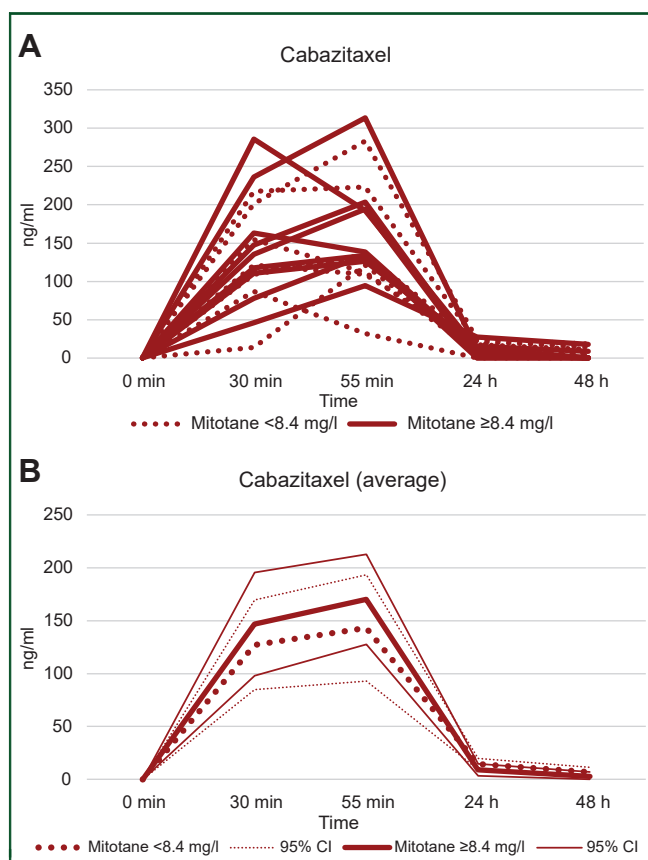 A
Cabazitaxel
350
300
250
200
150
100
50
0
ng/ml
0 min 30 min 55 min 24 h 48 h
Time
Mitotane <8.4 mg/l Mitotane ≥8.4 mg/l
B
Cabazitaxel (average)
250
200
150
100
50
0
ng/ml
0 min 30 min 55 min 24 h 48 h
Time
Mitotane <8.4 mg/l 95% CI Mitotane ≥8.4 mg/l 95% CI